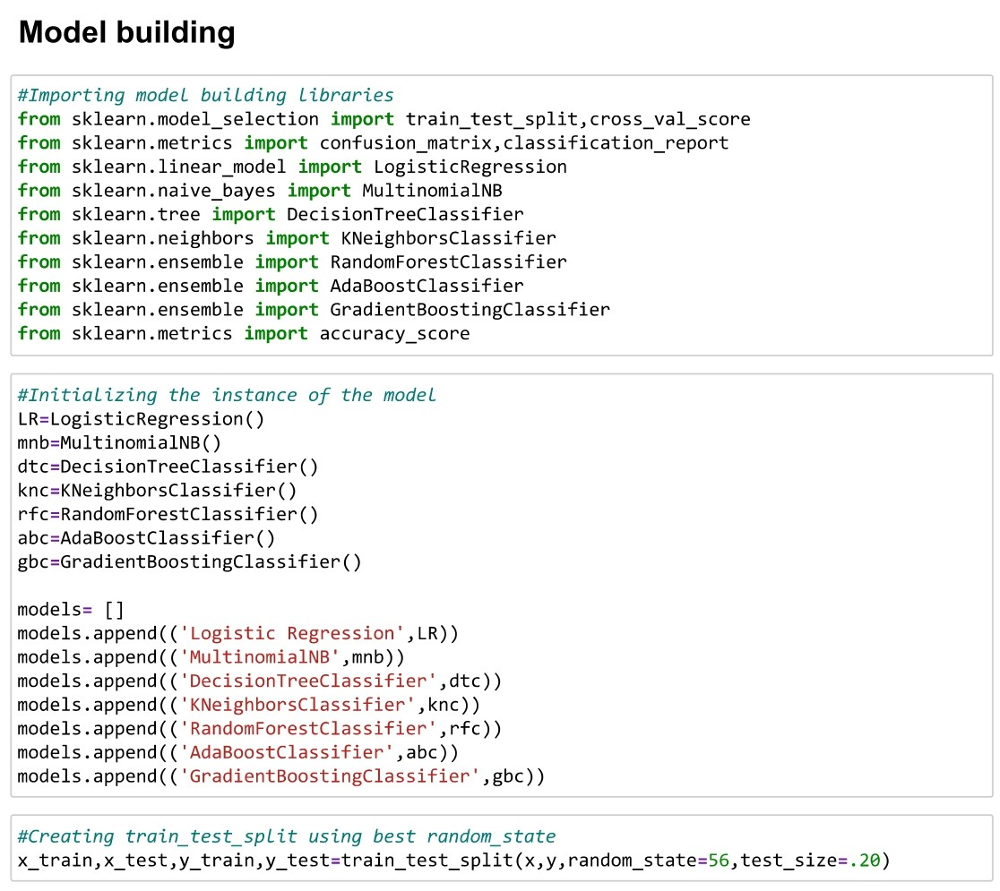 Model building
#Importing model building libraries
from sklearn.model_selection import train_test_split,cross_val_score
from sklearn.metrics import confusion_matrix,classification_report
from sklearn.linear_model import LogisticRegression
from sklearn.naive_bayes import MultinomialNB
from sklearn.tree import DecisionTreeClassifier
from sklearn.neighbors import KNeighborsClassifier
from sklearn.ensemble import RandomForestClassifier
from sklearn.ensemble import AdaBoostClassifier
from sklearn.ensemble import GradientBoostingClassifier
from sklearn.metrics import accuracy_score
#Initializing the instance of the model
LR=LogisticRegression()
mnb=MultinomialNB()
dtc=DecisionTreeClassifier()
knc=KNeighborsClassifier()
rfc=RandomForestClassifier()
abc=AdaBoostClassifier()
gbc=GradientBoostingClassifier()
models= []
models.append(('Logistic Regression',LR))
models.append(('MultinomialNB',mnb))
models.append(('DecisionTreeClassifier',dtc))
models.append(('KNeighborsClassifier',knc))
models.append(('RandomForestClassifier',rfc))
models.append(('AdaBoostClassifier',abc))
models.append(('GradientBoostingClassifier',gbc))
#Creating train_test_split using best random_state
x_train,x_test,y_train,y_test=train_test_split(x,y,random_state=56,test_size=.20)